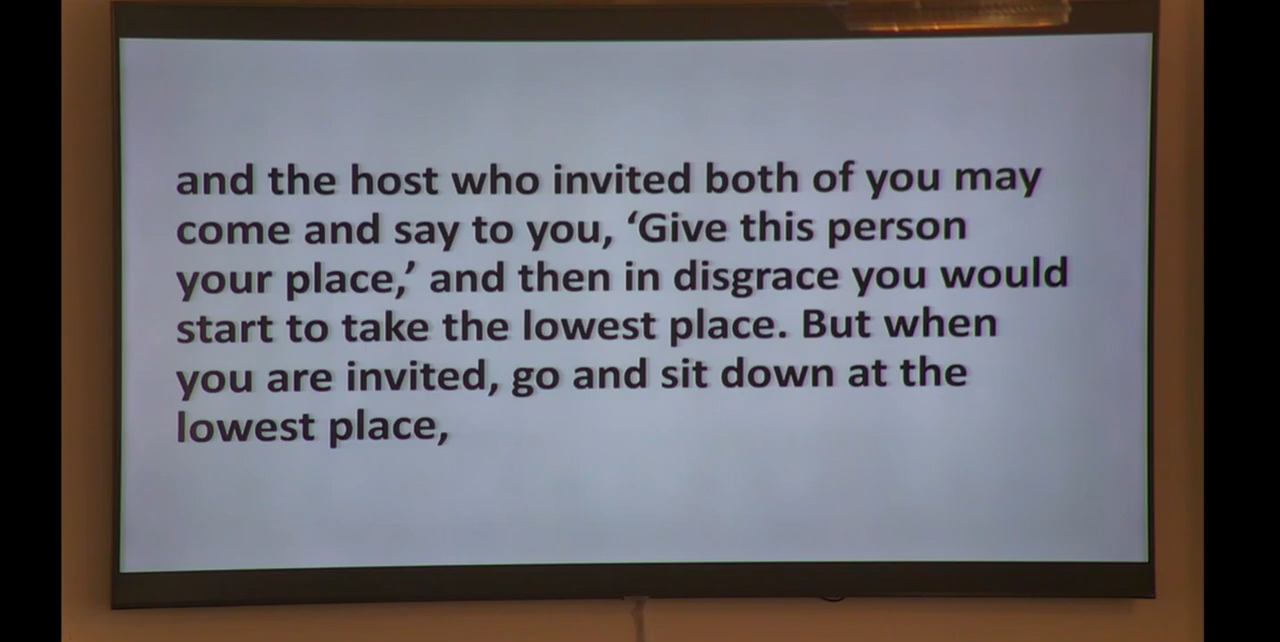 and the host who invited both of you may
come and say to you, ‘Give this person
your place,’ and then in disgrace you would
start to take the lowest place. But when
you are invited, go and sit down at the
lowest place,